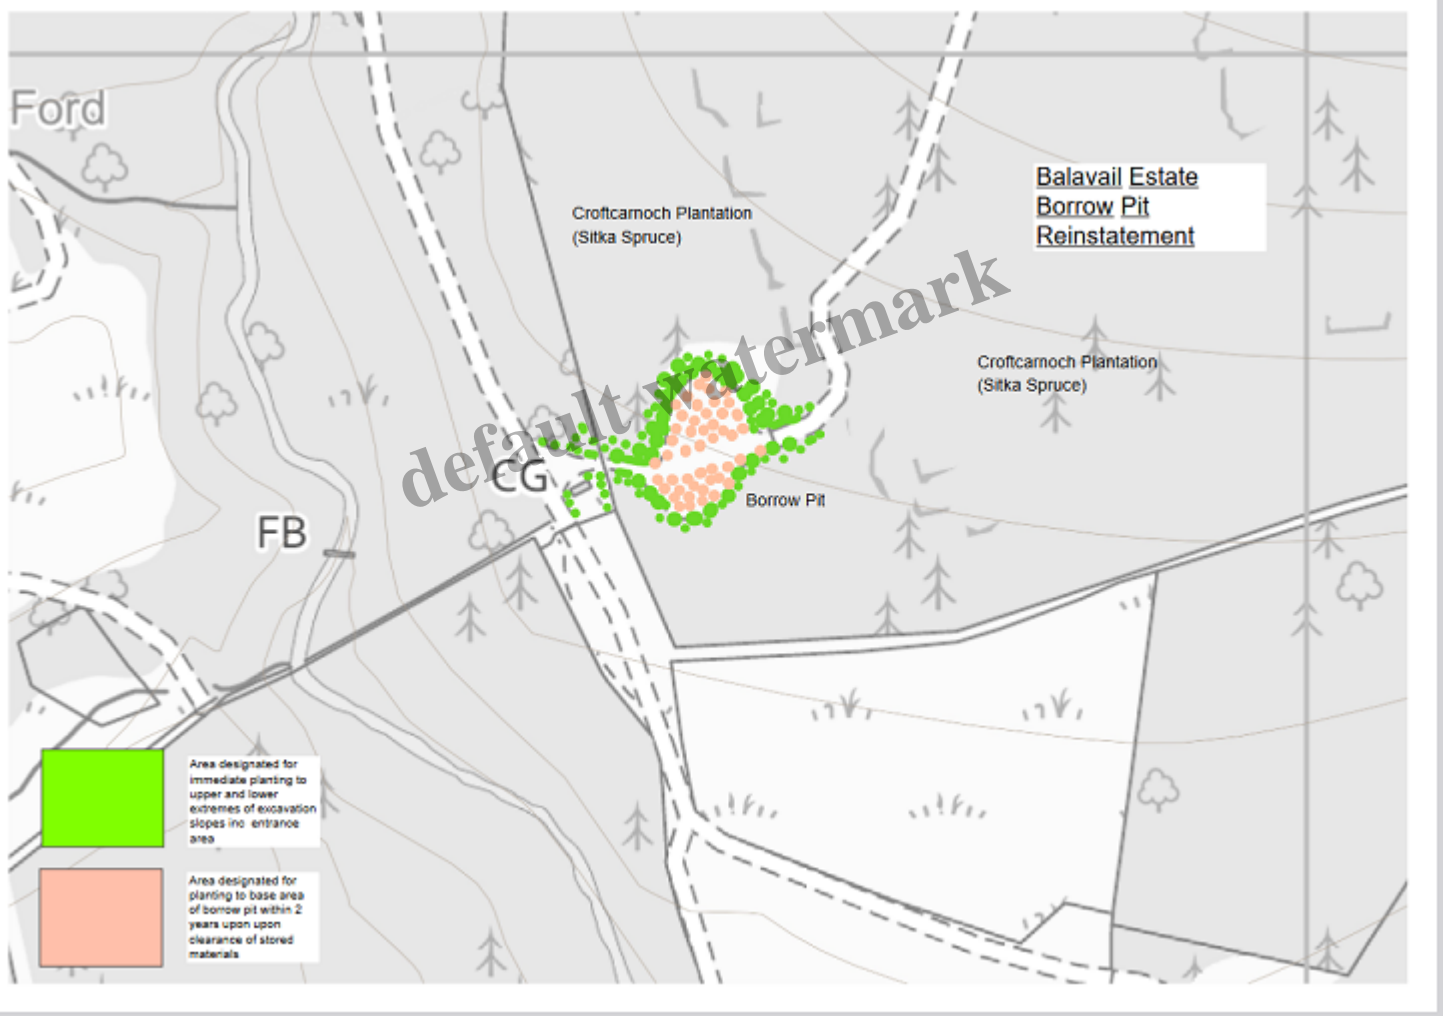 Ford
Balavail Estate
Borrow Pit
Reinstatement
Croftcarnoch Plantation
(Sitka Spruce)
default watermark
Croftcarnoch Plantation
(Sitka Spruce)
CG
Borrow Pit
FB
Area designated for
immediate planting to
upper and lower
extremes of excavation
slopes inc entrance
area
Area designated for
planting to base area
of borrow pit within 2
years upon upon
clearance of stored
materials